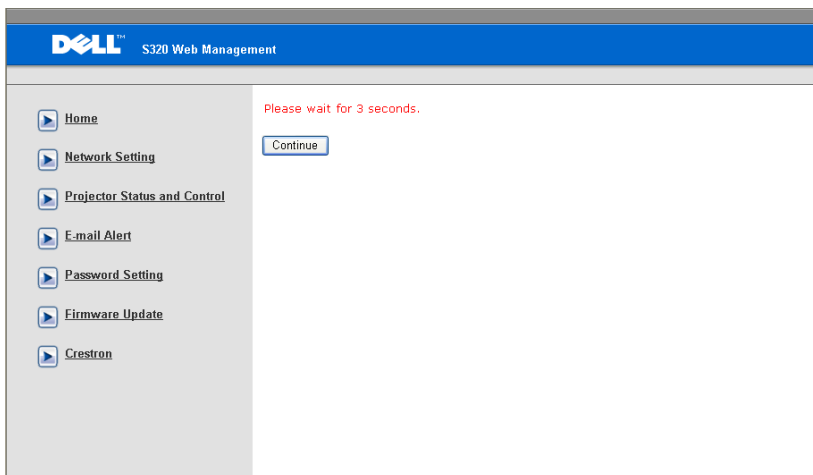 DELL™ S320 Web Management
Home
Network Setting
Projector Status and Control
E-mail Alert
Password Setting
Firmware Update
Crestron
Please wait for 3 seconds.
Continue